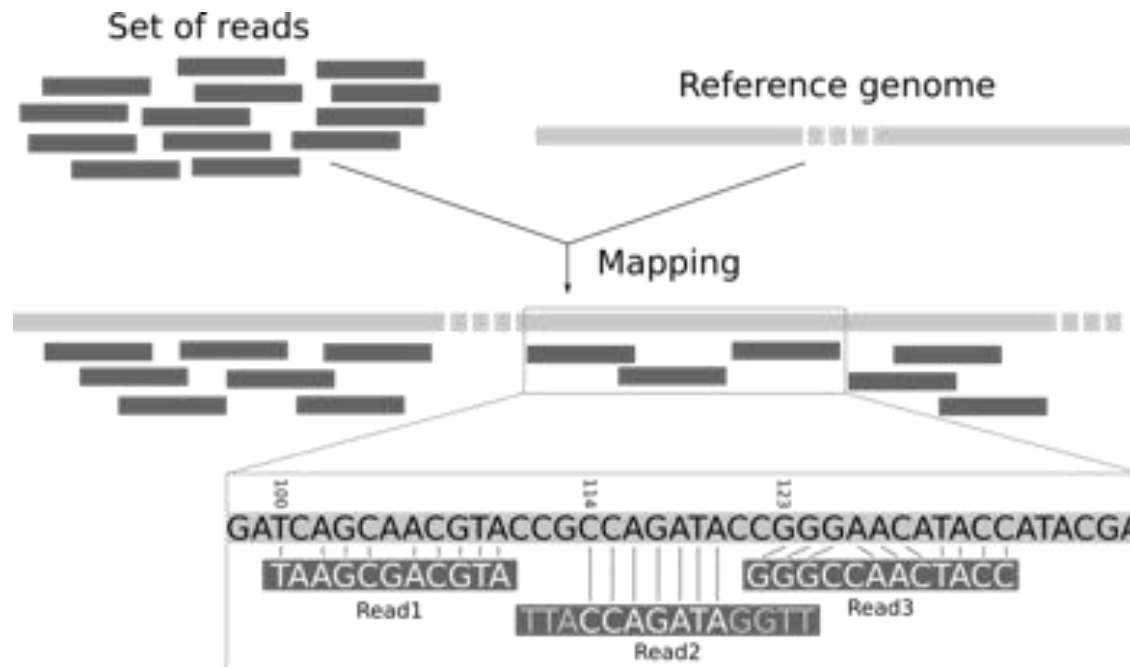 Set of reads
Reference genome
Mapping
100 114 123
GATCAGCAACGTACCGCCAGATACCGGGAACATACCATACGA
TAAGCGACGTA
GGGCCAACTACC
Read1
Read3
TTACCAGATAGGTT
Read2